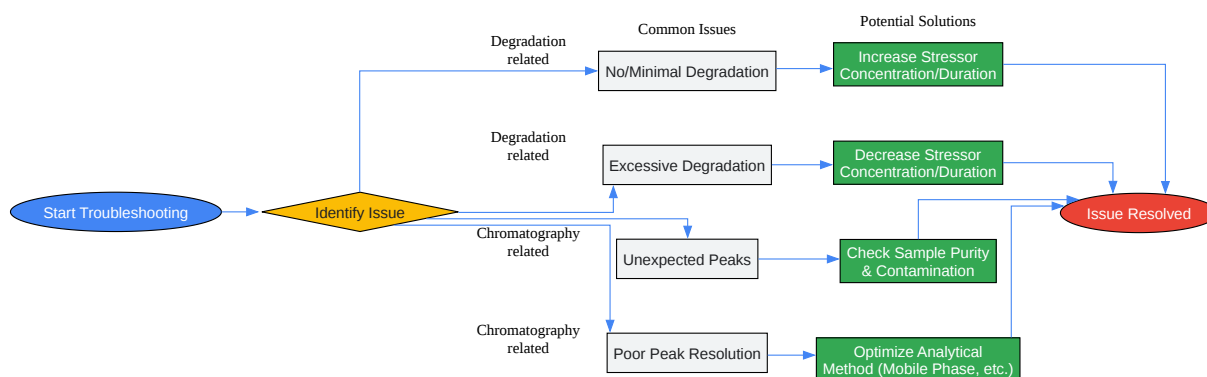 Common Issues
Potential Solutions
Degradation
related
No/Minimal Degradation
Increase Stressor
Concentration/Duration
Degradation
related
Excessive Degradation
Decrease Stressor
Concentration/Duration
Start Troubleshooting
Identify Issue
Issue Resolved
Chromatography
related
Unexpected Peaks
Check Sample Purity
& Contamination
Chromatography
related
Poor Peak Resolution
Optimize Analytical
Method (Mobile Phase, etc.)